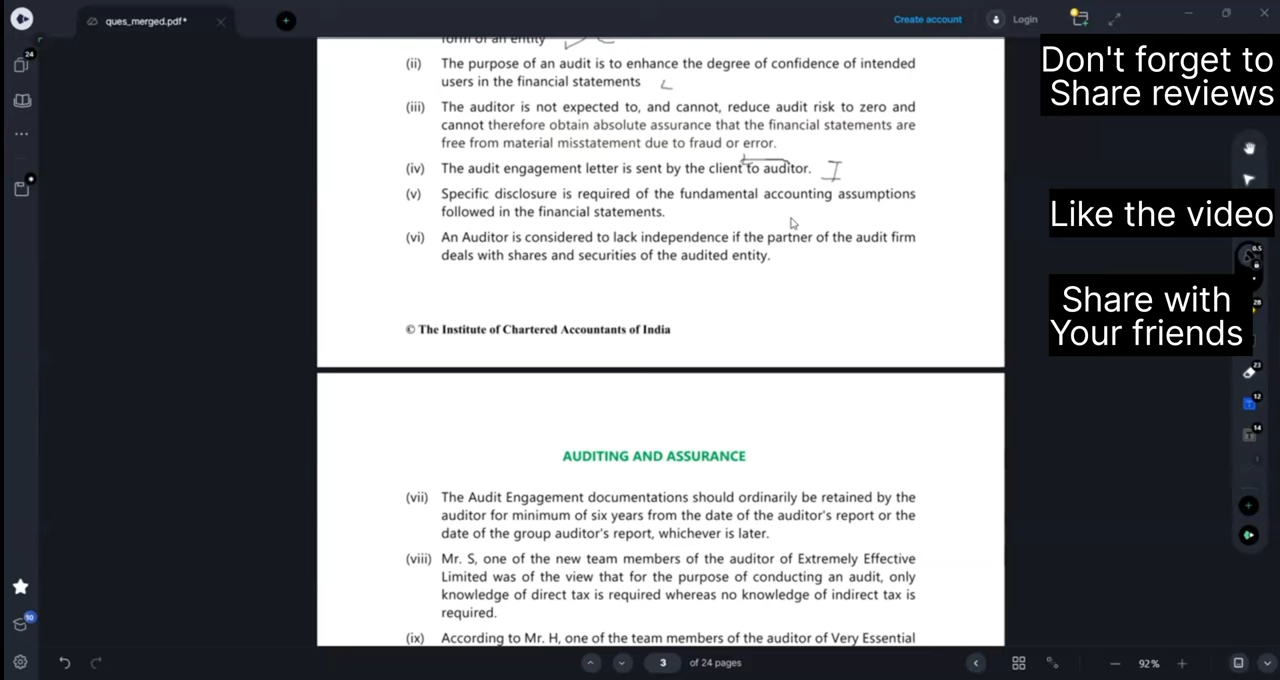 ques_merged.pdf*
Create account
Login
24
form of an entity
(ii) The purpose of an audit is to enhance the degree of confidence of intended
users in the financial statements
(iii) The auditor is not expected to, and cannot, reduce audit risk to zero and
cannot therefore obtain absolute assurance that the financial statements are
free from material misstatement due to fraud or error.
(iv) The audit engagement letter is sent by the client to auditor. I
(v) Specific disclosure is required of the fundamental accounting assumptions
followed in the financial statements.
(vi) An Auditor is considered to lack independence if the partner of the audit firm
deals with shares and securities of the audited entity.
© The Institute of Chartered Accountants of India
AUDITING AND ASSURANCE
(vii) The Audit Engagement documentations should ordinarily be retained by the
auditor for minimum of six years from the date of the auditor's report or the
date of the group auditor's report, whichever is later.
(viii) Mr. S, one of the new team members of the auditor of Extremely Effective
Limited was of the view that for the purpose of conducting an audit, only
knowledge of direct tax is required whereas no knowledge of indirect tax is
required.
(ix) According to Mr. H, one of the team members of the auditor of Very Essential
Don't forget to
Share reviews
Like the video
Share with
Your friends
0.5
28
23
12
14
10
3 of 24 pages
92%